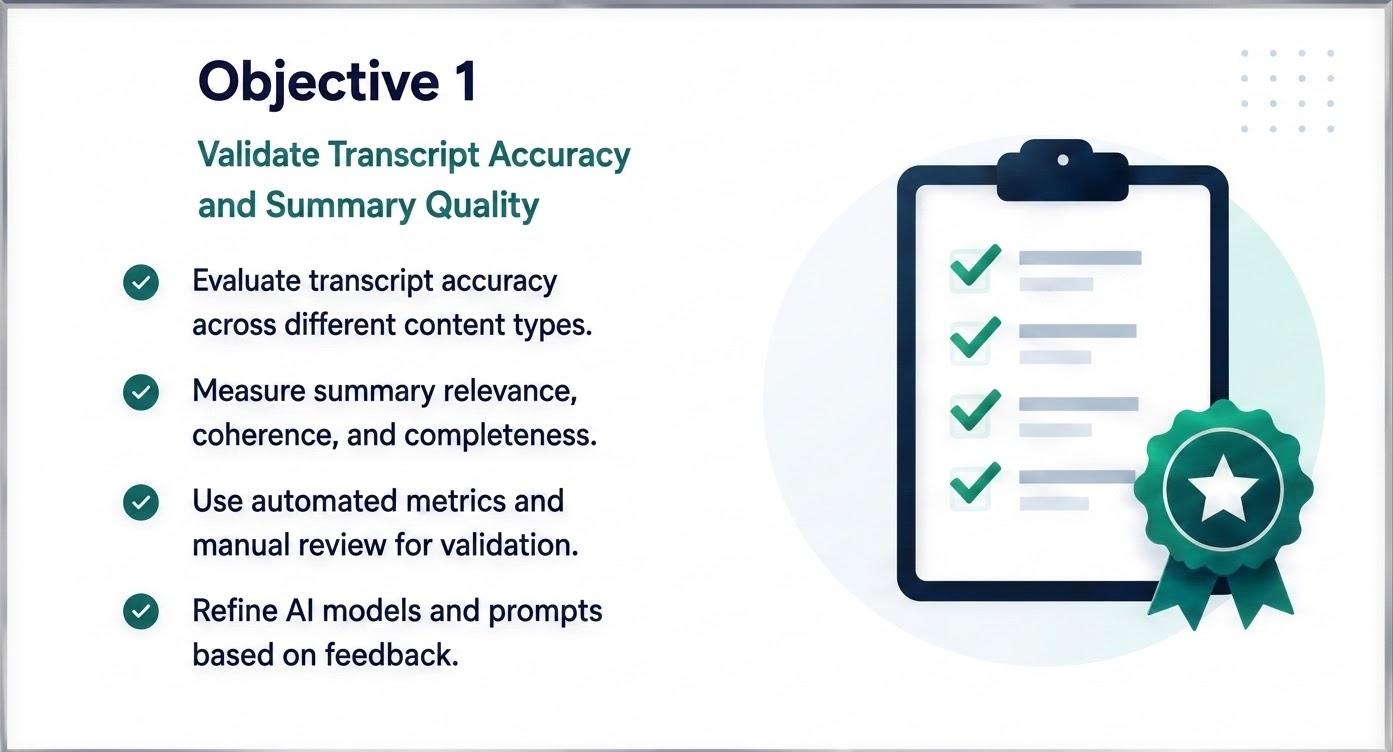 Objective 1
Validate Transcript Accuracy
and Summary Quality
Evaluate transcript accuracy
across different content types.
Measure summary relevance,
coherence, and completeness.
Use automated metrics and
manual review for validation.
Refine AI models and prompts
based on feedback.